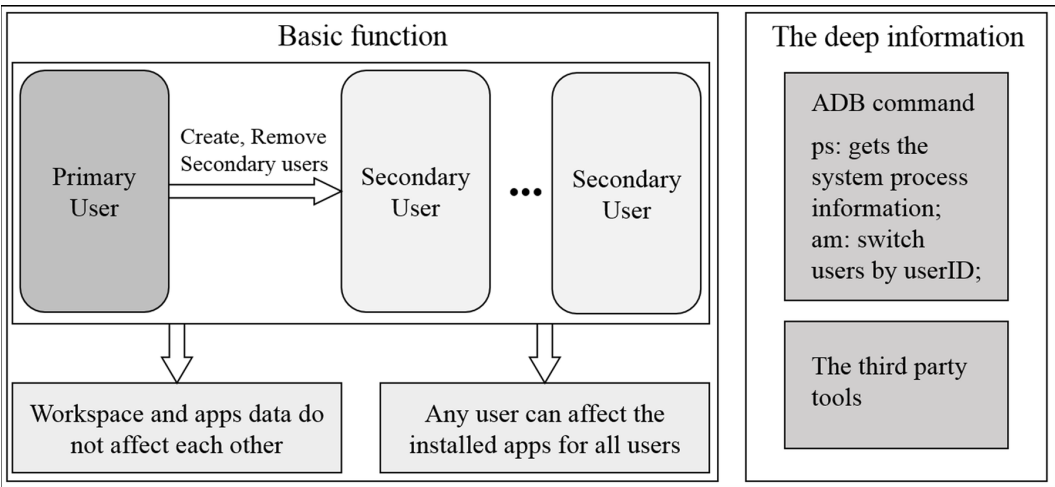 Basic function
Primary
User
Create, Remove
Secondary users
Secondary
User
Secondary
User
Workspace and apps data do
not affect each other
Any user can affect the
installed apps for all users
The deep information
ADB command
ps: gets the
system process
information;
am: switch
users by userID;
The third party
tools